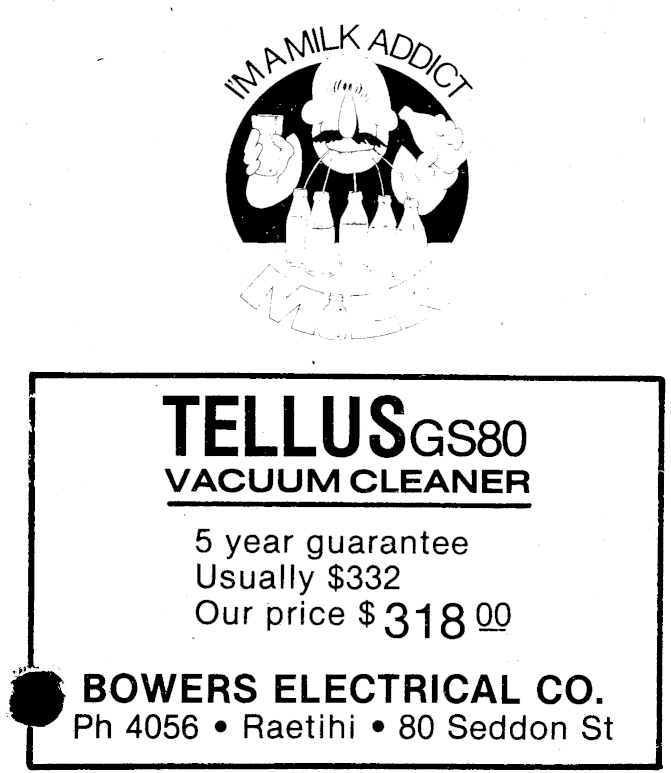 I'M A MILK ADDICT
MILK
TELLUS GS80
VACUUM CLEANER
5 year guarantee
Usually $332
Our price $318.00
BOWERS ELECTRICAL CO.
Ph 4056 • Raetihi • 80 Seddon St